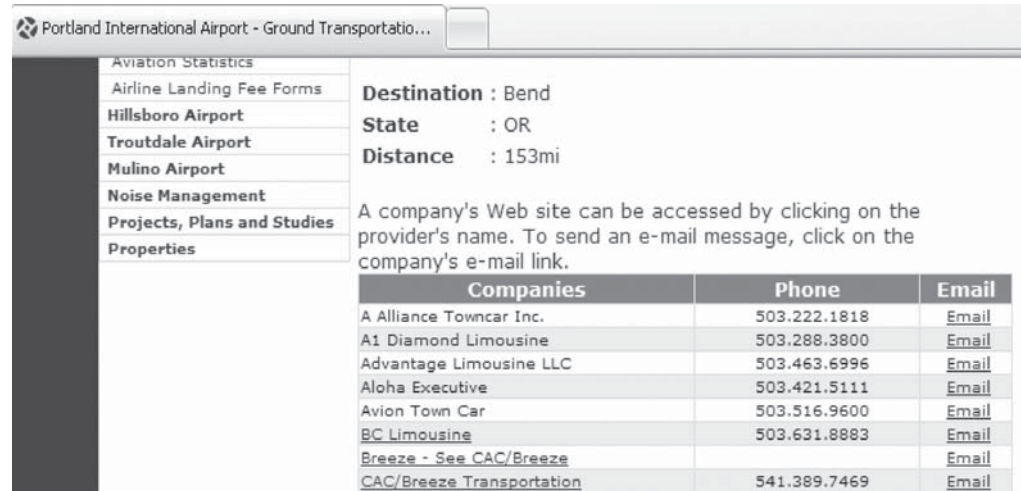 Portland International Airport - Ground Transportatio...
Aviation Statistics
Airline Landing Fee Forms
Hillsboro Airport
Troutdale Airport
Mulino Airport
Noise Management
Projects, Plans and Studies
Properties
Destination : Bend
State : OR
Distance : 153mi
A company's Web site can be accessed by clicking on the
provider's name. To send an e-mail message, click on the
company's e-mail link.
Companies Phone Email
A Alliance Towncar Inc. 503.222.1818 Email
A1 Diamond Limousine 503.288.3800 Email
Advantage Limousine LLC 503.463.6996 Email
Aloha Executive 503.421.5111 Email
Avion Town Car 503.516.9600 Email
BC Limousine 503.631.8883 Email
Breeze - See CAC/Breeze Email
CAC/Breeze Transportation 541.389.7469 Email